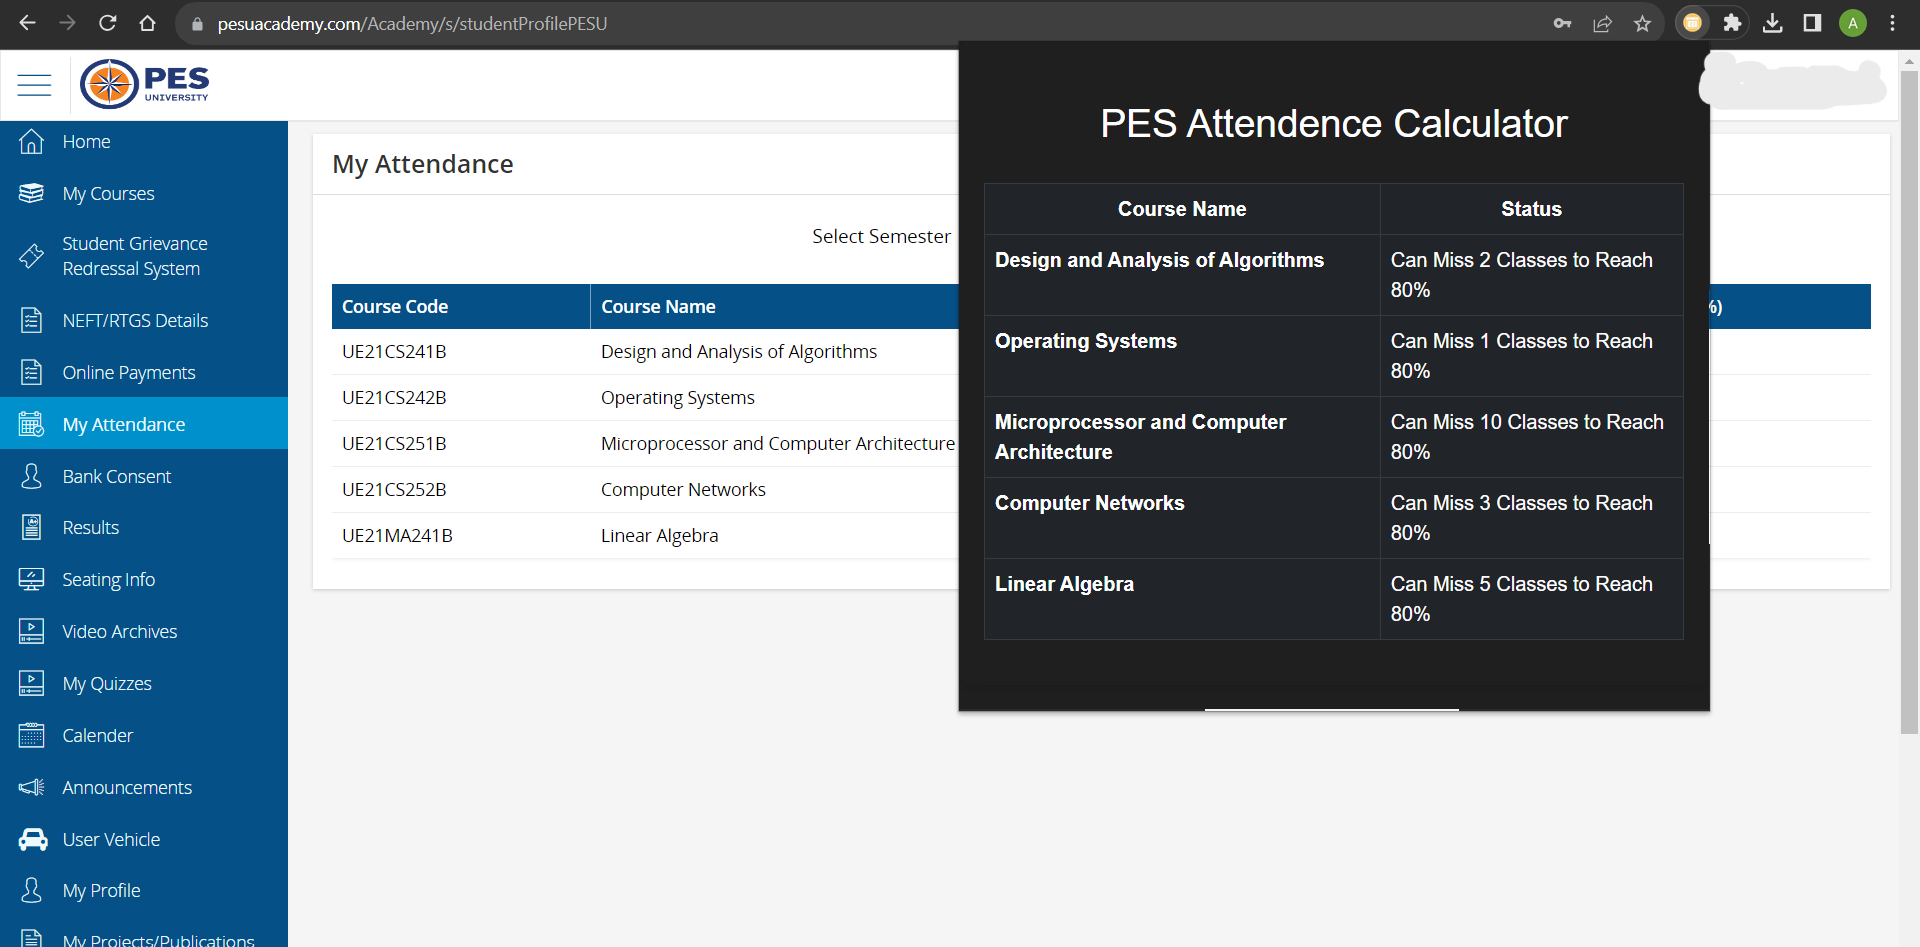 pesuacademy.com/Academy/s/studentProfilePESU
A
PES
UNIVERSITY
Home
My Courses
Student Grievance
Redressal System
NEFT/RTGS Details
Online Payments
My Attendance
Bank Consent
Results
Seating Info
Video Archives
My Quizzes
Calender
Announcements
User Vehicle
My Profile
My Projects/Publications
My Attendance
Select Semester
Course Code Course Name %)
UE21CS241B Design and Analysis of Algorithms
UE21CS242B Operating Systems
UE21CS251B Microprocessor and Computer Architecture
UE21CS252B Computer Networks
UE21MA241B Linear Algebra
PES Attendence Calculator
Course Name Status
Design and Analysis of Algorithms Can Miss 2 Classes to Reach
80%
Operating Systems Can Miss 1 Classes to Reach
80%
Microprocessor and Computer Can Miss 10 Classes to Reach
Architecture 80%
Computer Networks Can Miss 3 Classes to Reach
80%
Linear Algebra Can Miss 5 Classes to Reach
80%